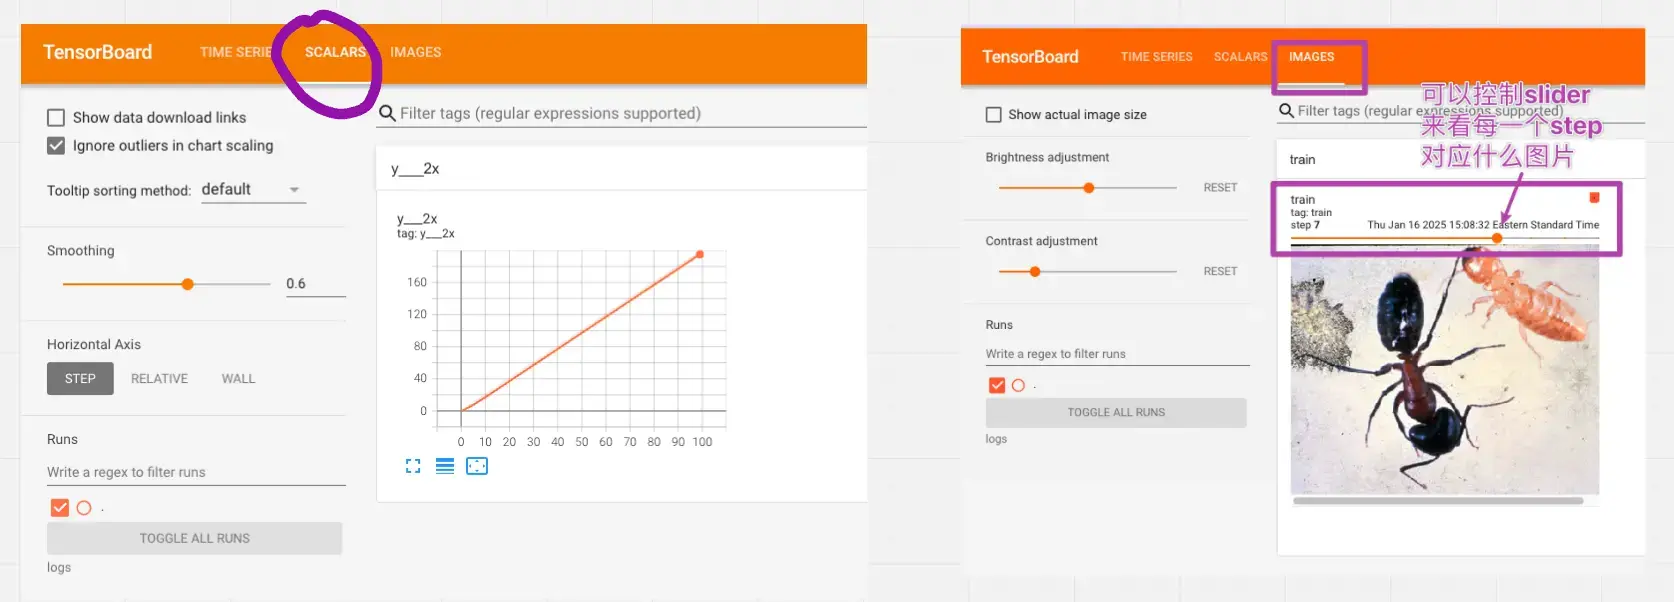 TensorBoard
TIME SERIE
SCALARS
IMAGES
Show data download links
Ignore outliers in chart scaling
Tooltip sorting method: default
Smoothing
0.6
Horizontal Axis
STEP
RELATIVE
WALL
Runs
Write a regex to filter runs
.
TOGGLE ALL RUNS
logs
Filter tags (regular expressions supported)
y___2x
y___2x
tag: y___2x
160
120
80
40
0
0 10 20 30 40 50 60 70 80 90 100
TensorBoard
TIME SERIES
SCALARS
IMAGES
Show actual image size
Brightness adjustment
RESET
Contrast adjustment
RESET
Runs
Write a regex to filter runs
.
TOGGLE ALL RUNS
logs
Filter tags (regular expressions supported)
可以控制slider
来看每一个step
对应什么图片
train
train
tag: train
step 7
Thu Jan 16 2025 15:08:32 Eastern Standard Time